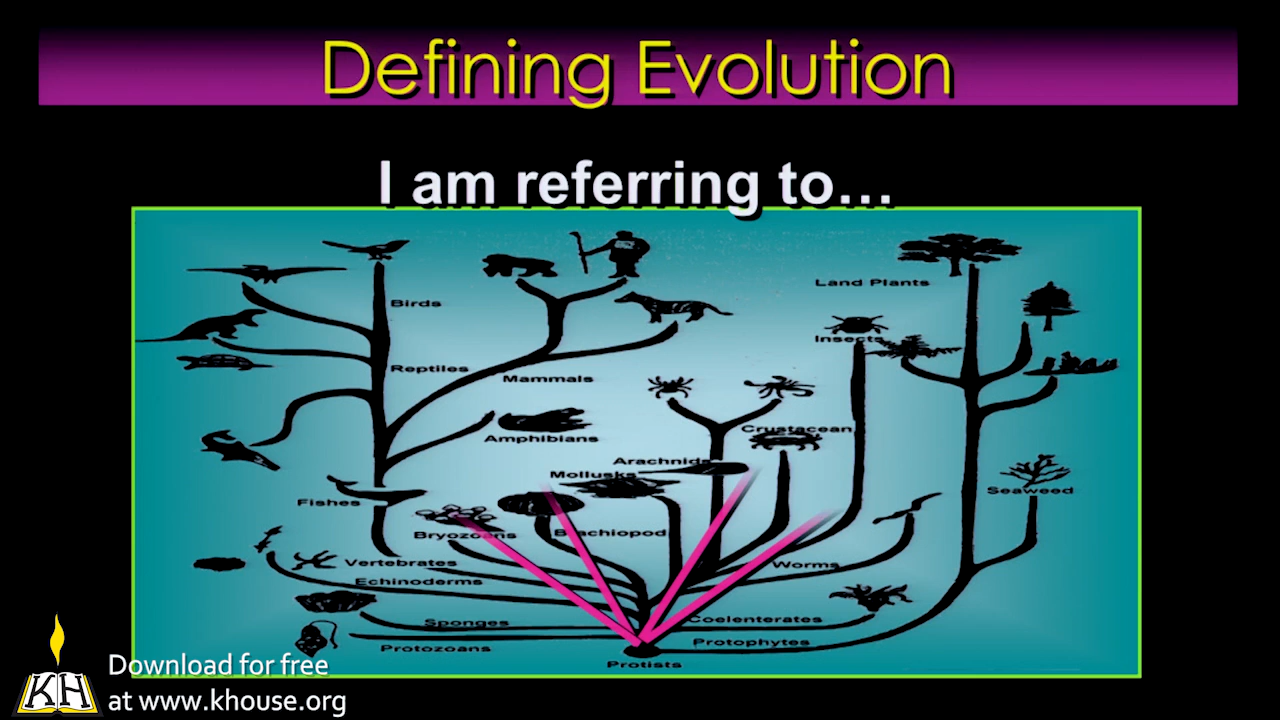 Defining Evolution
I am referring to...
Land Plants
Birds
Insects
Reptiles
Mammals
Crustacean
Amphibians
Arachnids
Mollusks
Seaweed
Fishes
Bryozoans
Brachiopod
Vertebrates
Worms
Echinoderms
Sponges
Coelenterates
Protozoans
Protophytes
Protists
KH
Download for free
at www.khouse.org